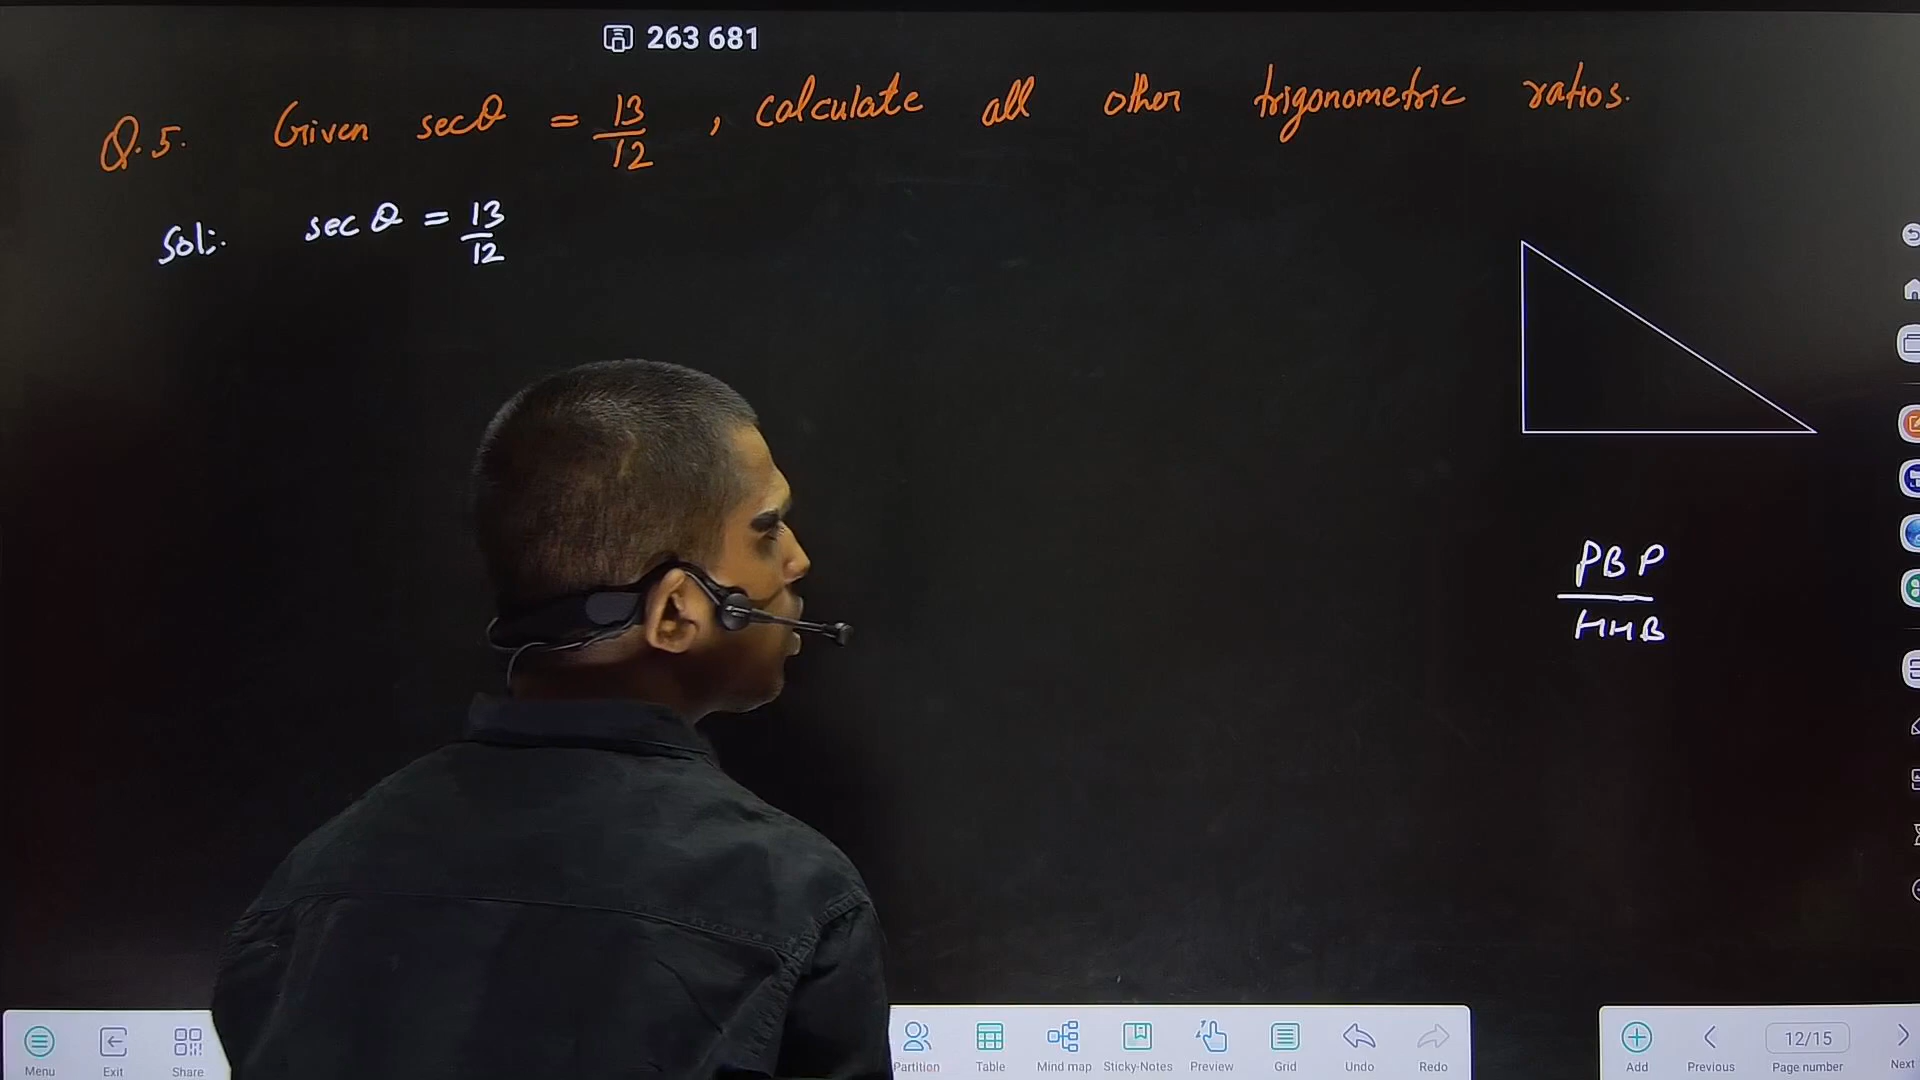 263 681
Q.5. Given secθ = 13/12, calculate all other trigonometric ratios.
Sol:. sec θ = 13/12
PBP
HHB
Menu Exit Share Partition Table Mind map Sticky-Notes Preview Grid Undo Redo Add Previous 12/15 Page number Next